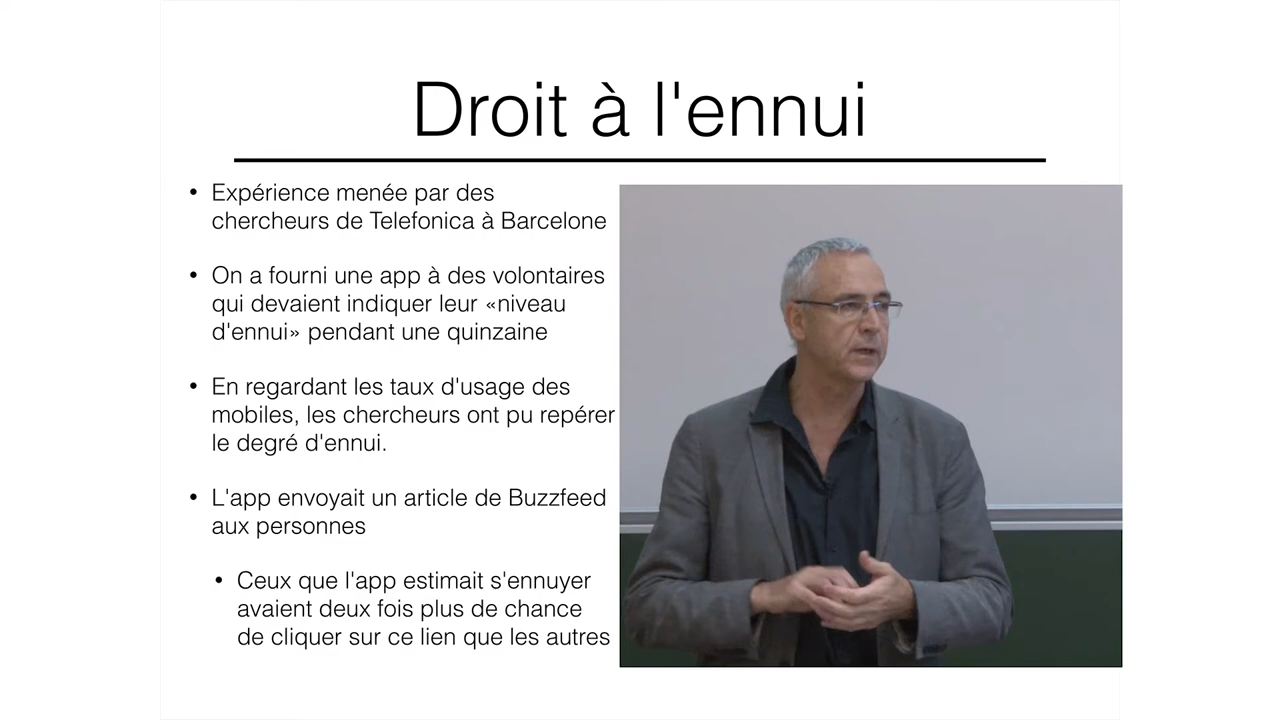 Droit à l'ennui
• Expérience menée par des
chercheurs de Telefonica à Barcelone
• On a fourni une app à des volontaires
qui devaient indiquer leur «niveau
d'ennui» pendant une quinzaine
• En regardant les taux d'usage des
mobiles, les chercheurs ont pu repérer
le degré d'ennui.
• L'app envoyait un article de Buzzfeed
aux personnes
• Ceux que l'app estimait s'ennuyer
avaient deux fois plus de chance
de cliquer sur ce lien que les autres